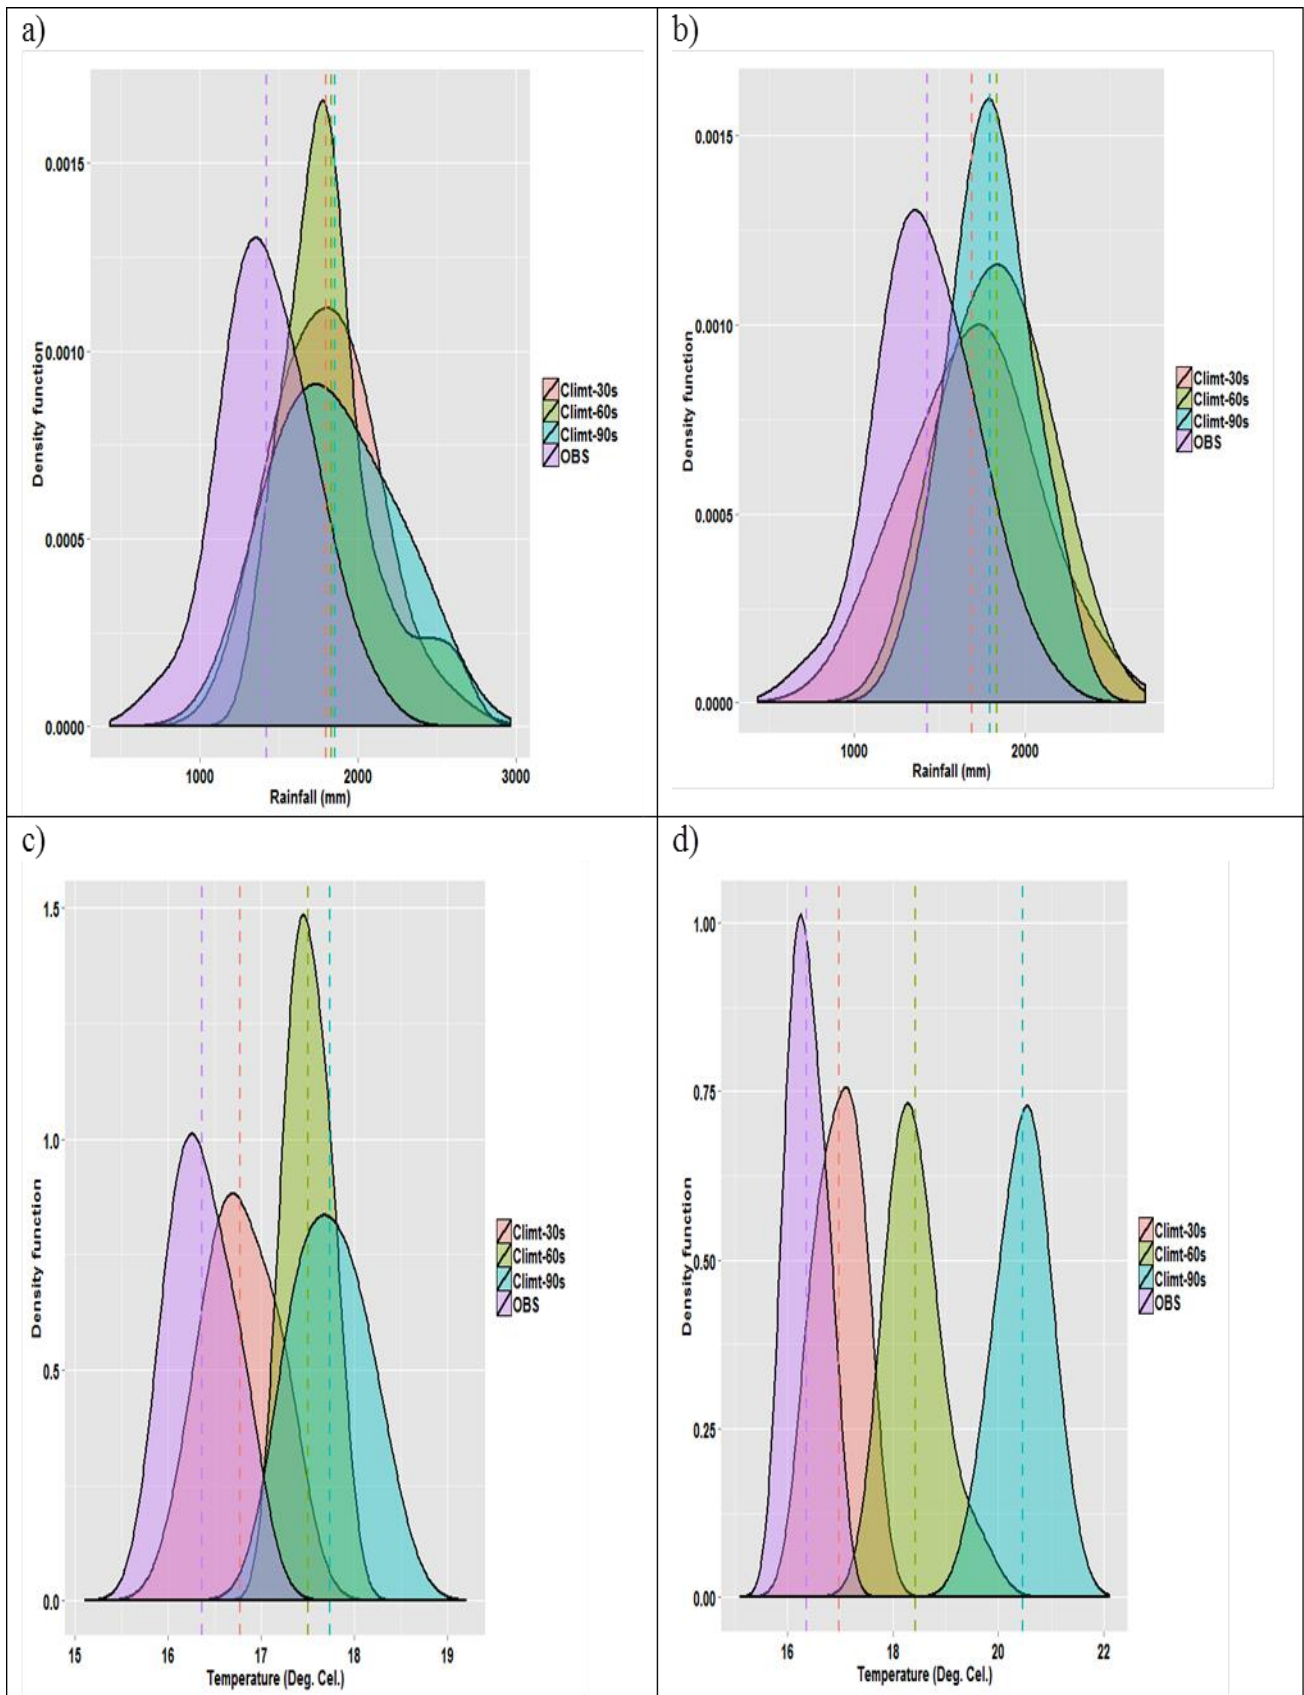 a)
Density function
0.0015
0.0010
0.0005
0.0000
1000 2000 3000
Rainfall (mm)
Climt-30s
Climt-60s
Climt-90s
OBS
b)
Density function
0.0015
0.0010
0.0005
0.0000
1000 2000
Rainfall (mm)
Climt-30s
Climt-60s
Climt-90s
OBS
c)
Density function
1.5
1.0
0.5
0.0
15 16 17 18 19
Temperature (Deg. Cel.)
Climt-30s
Climt-60s
Climt-90s
OBS
d)
Density function
1.00
0.75
0.50
0.25
0.00
16 18 20 22
Temperature (Deg. Cel.)
Climt-30s
Climt-60s
Climt-90s
OBS